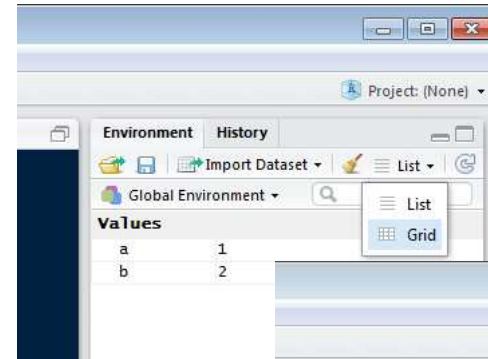 Project: (None)
Environment History
Import Dataset List
Global Environment
List
Values
Grid
a 1
b 2